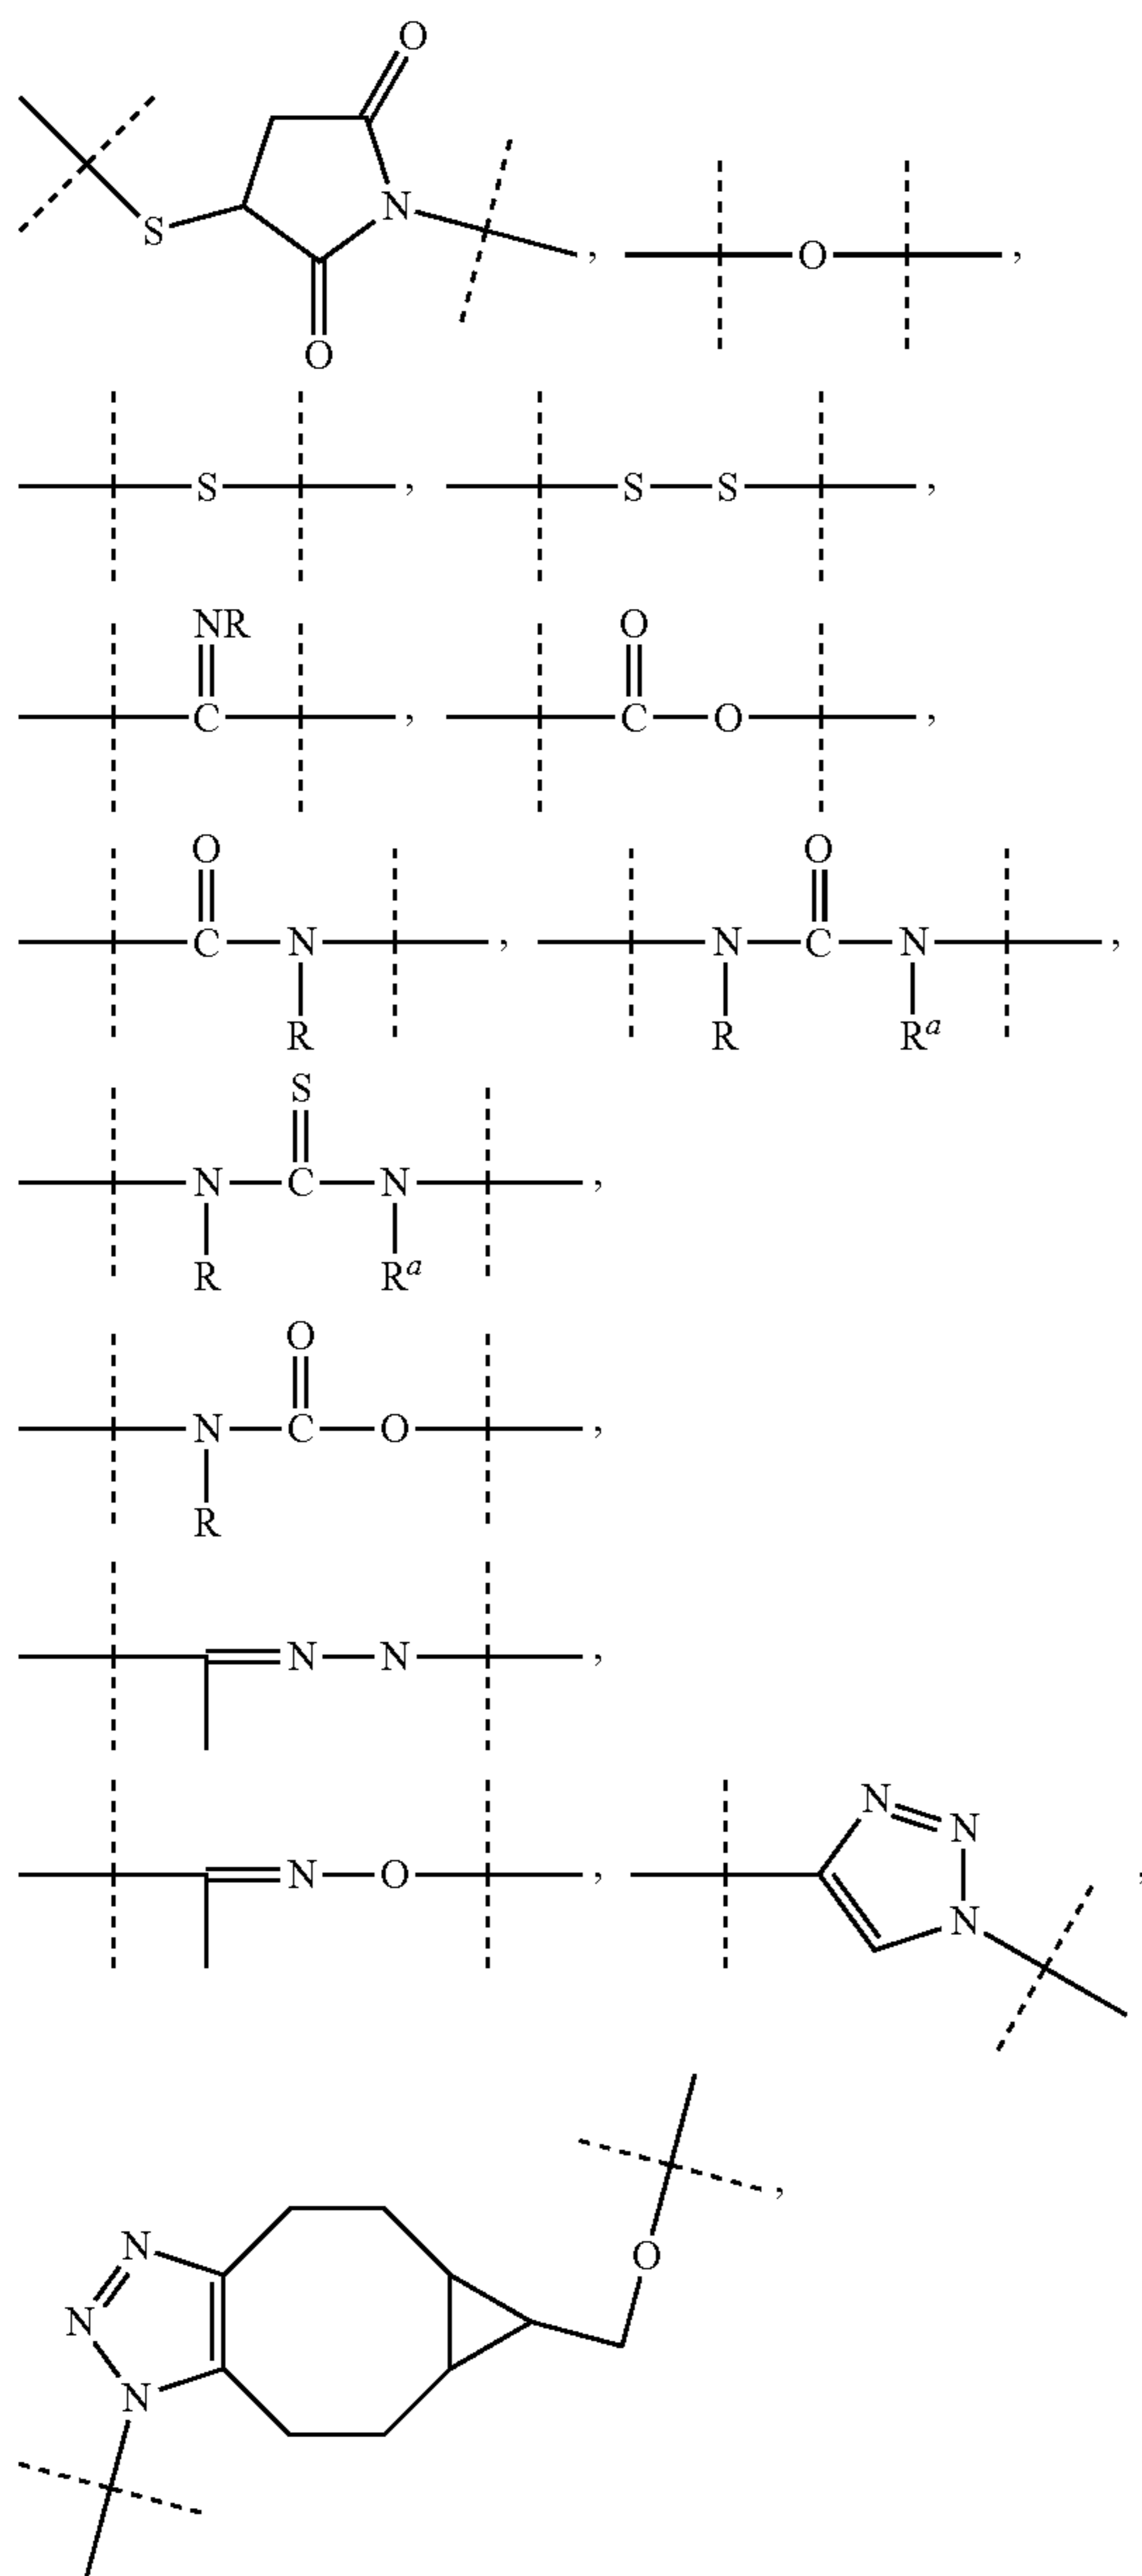 O
S N , O ,
O
S , S S ,
NR O
C , C O ,
O O
C N , N C N ,
R R Rᵃ
S
N C N ,
R Rᵃ
O
N C O ,
R
N N ,
N O , N N N ,
N N N O ,